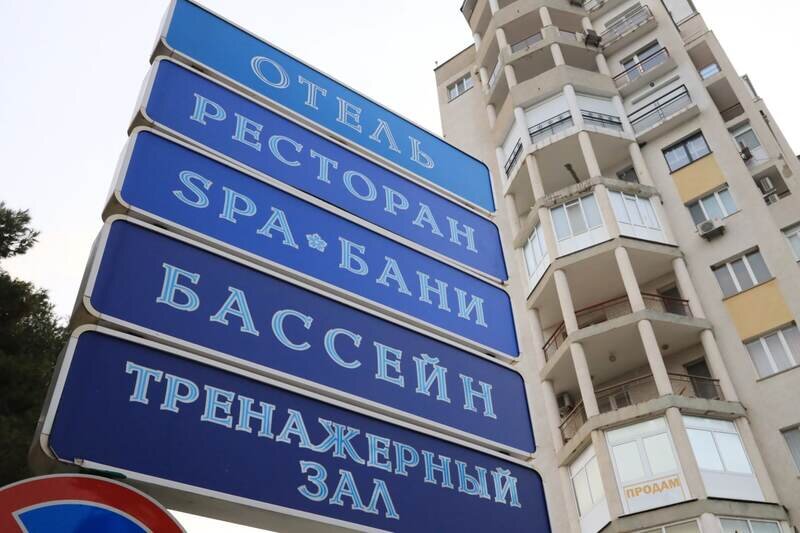 ОТЕЛЬ
РЕСТОРАН
SPA БАНИ
БАССЕЙН
ТРЕНАЖЕРНЫЙ
ЗАЛ
ПРОДАМ